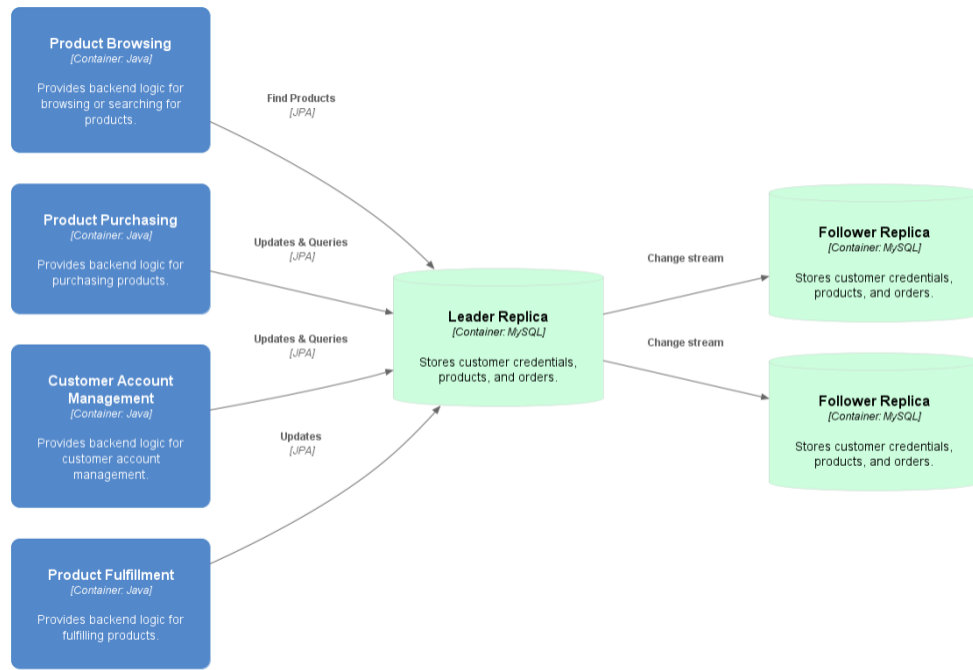 Product Browsing
[Container: Java]
Provides backend logic for
browsing or searching for
products.
Find Products
[JPA]
Product Purchasing
[Container: Java]
Provides backend logic for
purchasing products.
Updates & Queries
[JPA]
Customer Account
Management
[Container: Java]
Provides backend logic for
customer account
management.
Updates & Queries
[JPA]
Product Fulfillment
[Container: Java]
Provides backend logic for
fulfilling products.
Updates
[JPA]
Leader Replica
[Container: MySQL]
Stores customer credentials,
products, and orders.
Change stream
Follower Replica
[Container: MySQL]
Stores customer credentials,
products, and orders.
Change stream
Follower Replica
[Container: MySQL]
Stores customer credentials,
products, and orders.